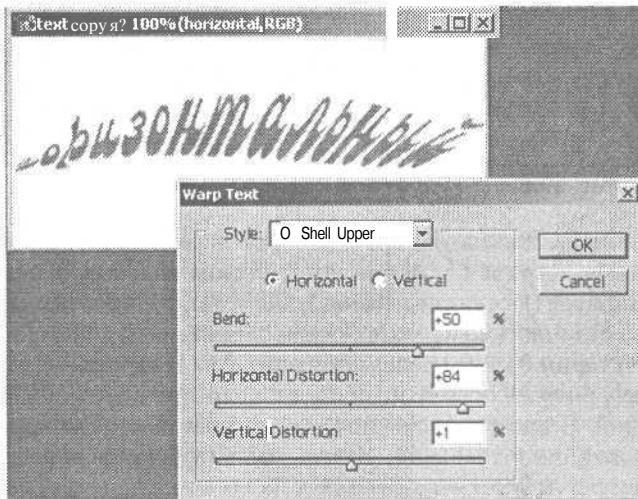 text copy я? 100% (horizontal, RGB)
горизонтальный
Warp Text
Style: O Shell Upper
Horizontal Vertical
OK
Cancel
Bend: +50 %
Horizontal Distortion: +84 %
Vertical Distortion +1 %